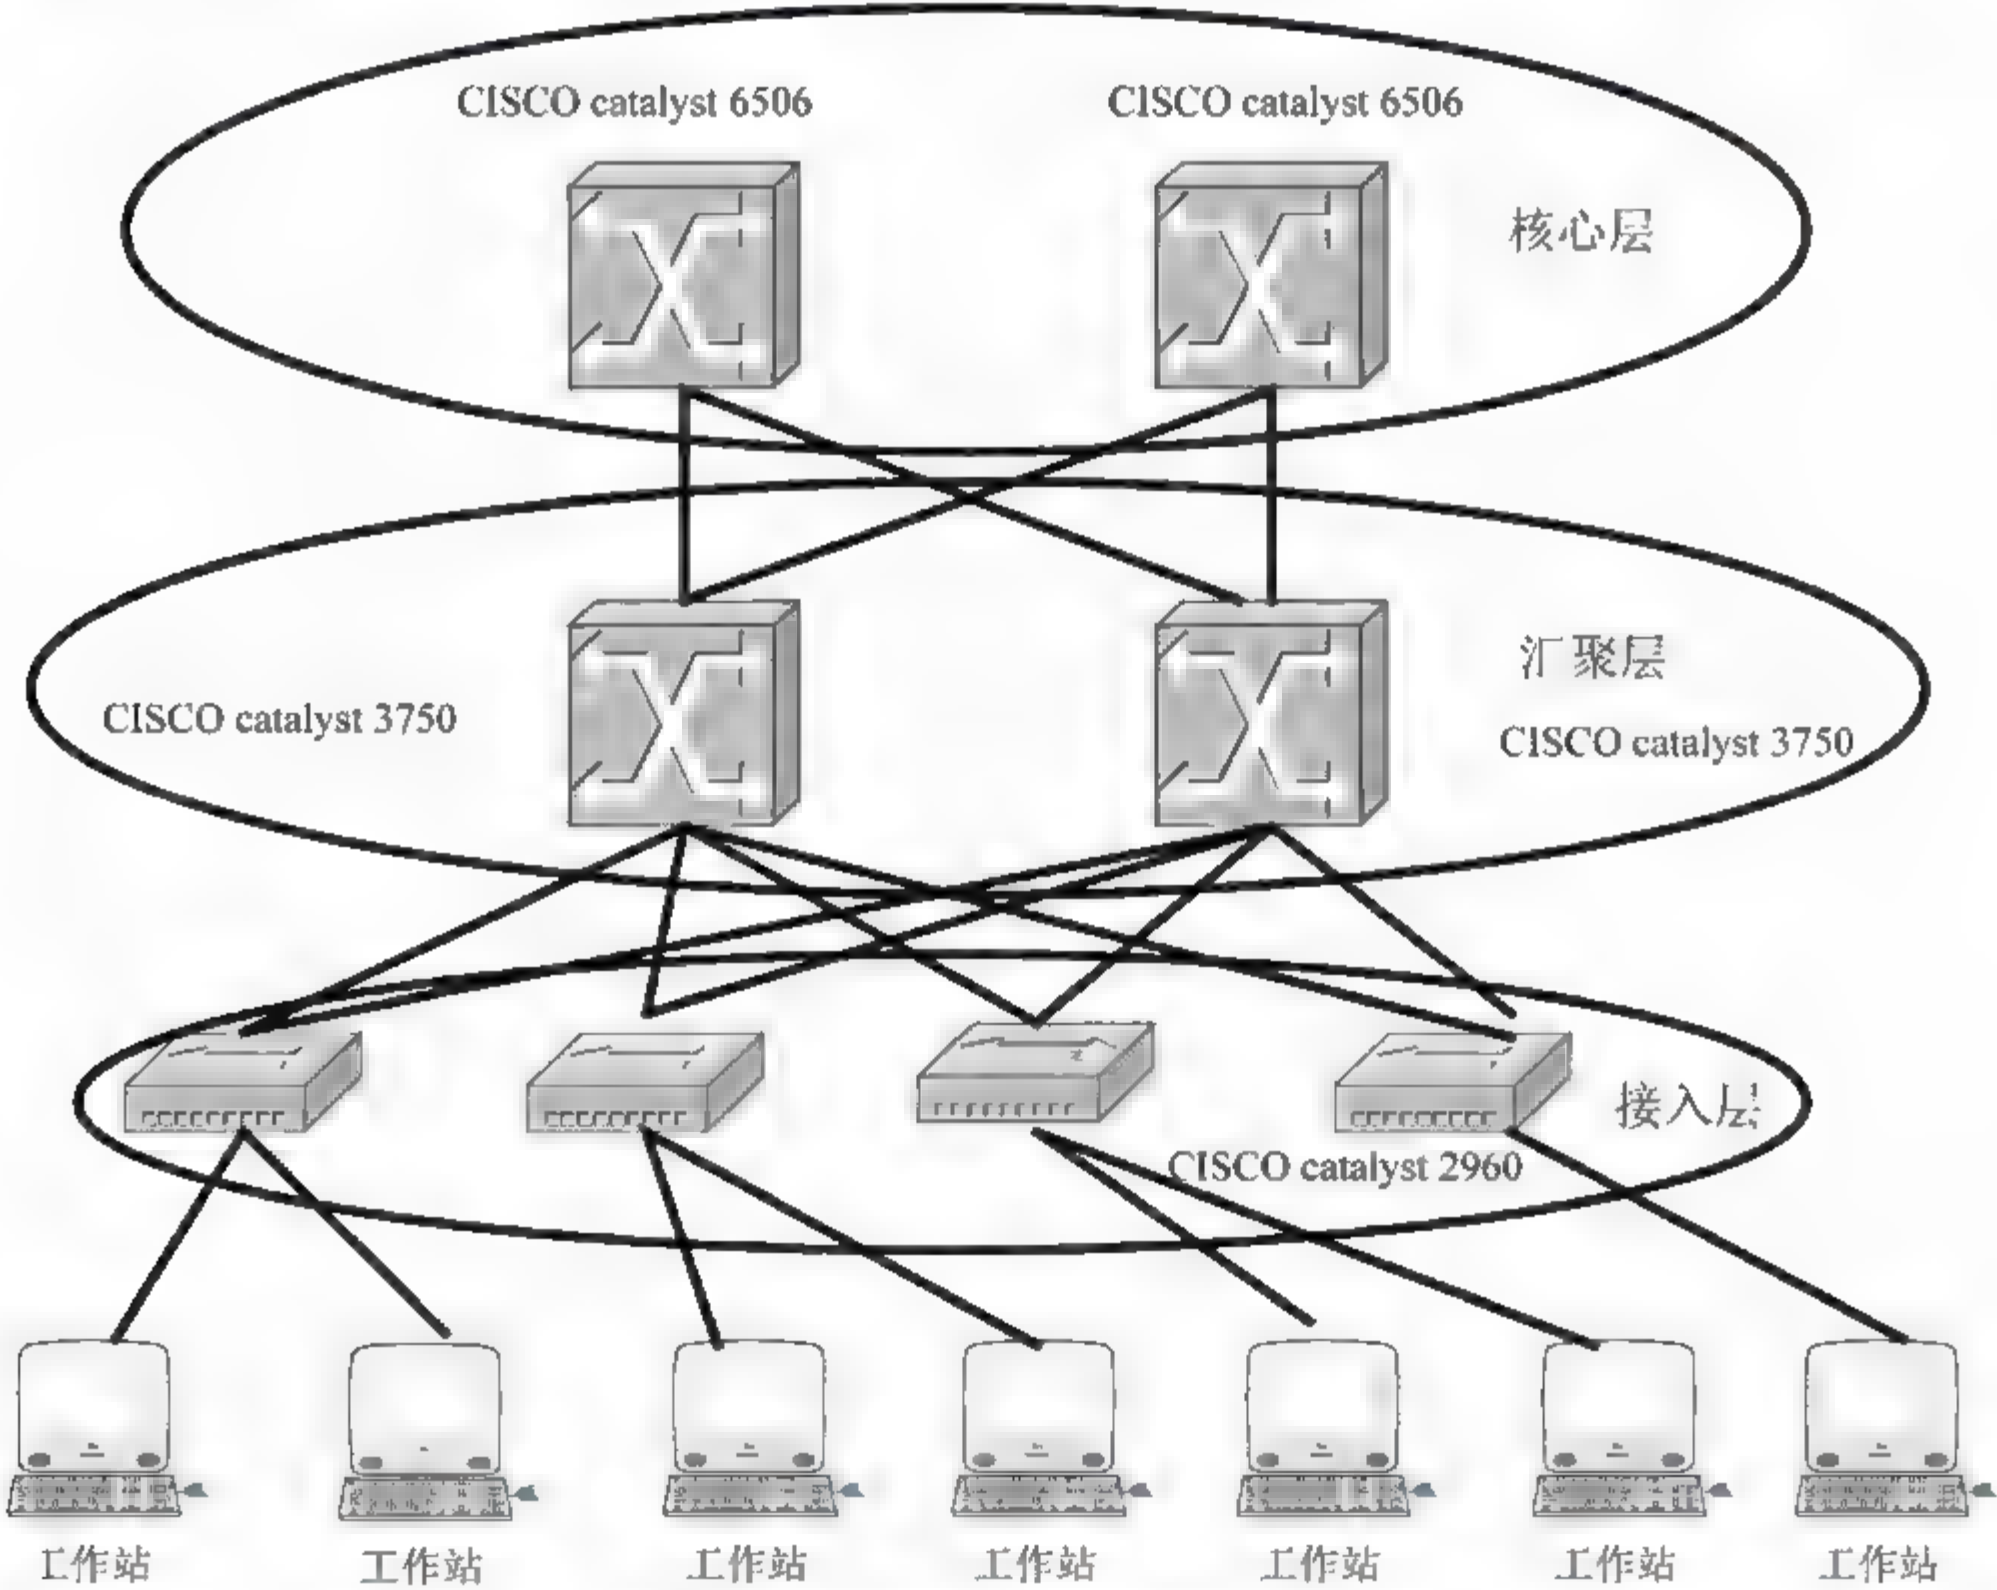 CISCO catalyst 6506
CISCO catalyst 6506
核心层
汇聚层
CISCO catalyst 3750
CISCO catalyst 3750
接入层
CISCO catalyst 2960
工作站
工作站
工作站
工作站
工作站
工作站
工作站